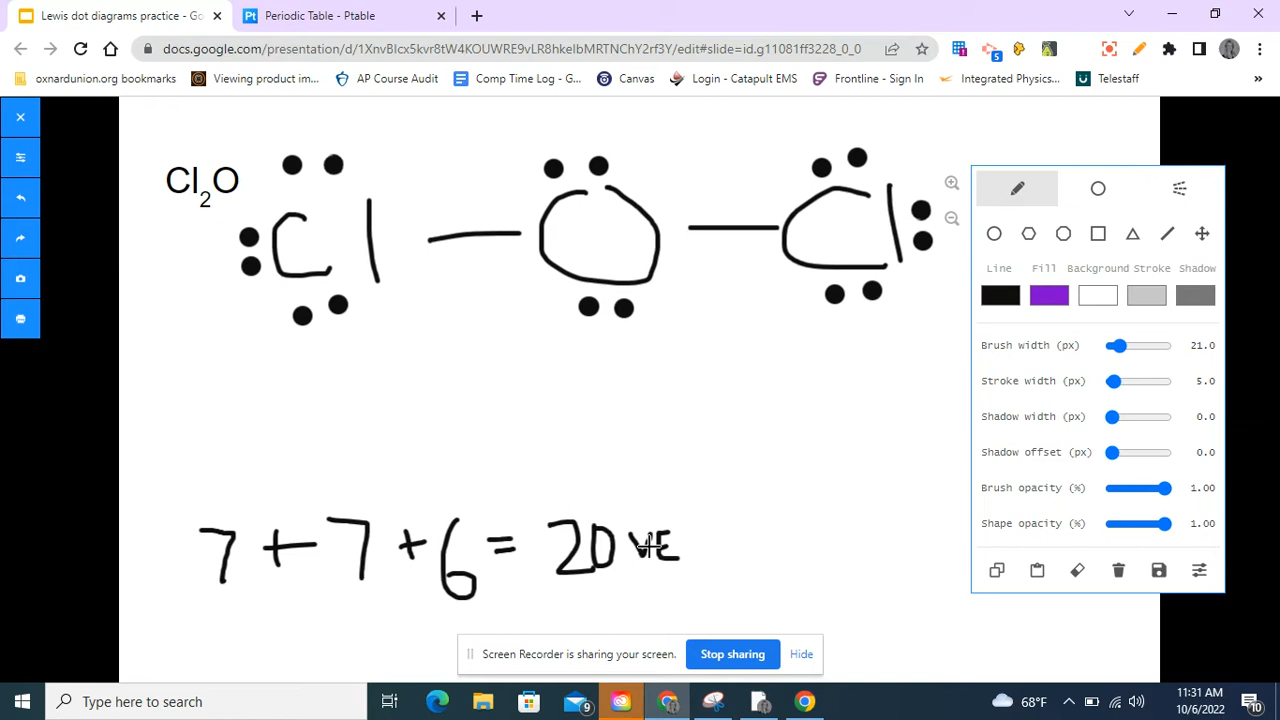 Lewis dot diagrams practice - Go
Periodic Table - Ptable
docs.google.com/presentation/d/1XnvBIcx5kvr8tW4KOUWRE9vLR8hkelbMRTNChY2rf3Y/edit#slide=id.g11081ff3228_0_0
oxnardunion.org bookmarks
Viewing product im...
AP Course Audit
Comp Time Log - G...
Canvas
Login - Catapult EMS
Frontline - Sign In
Integrated Physics...
Telestaff
»
Cl2O
Cl — O — Cl
7 + 7 + 6 = 20 VE
Line Fill Background Stroke Shadow
Brush width (px) 21.0
Stroke width (px) 5.0
Shadow width (px) 0.0
Shadow offset (px) 0.0
Brush opacity (%) 1.00
Shape opacity (%) 1.00
Screen Recorder is sharing your screen. Stop sharing Hide
Type here to search
9
68°F
11:31 AM
10/6/2022
10